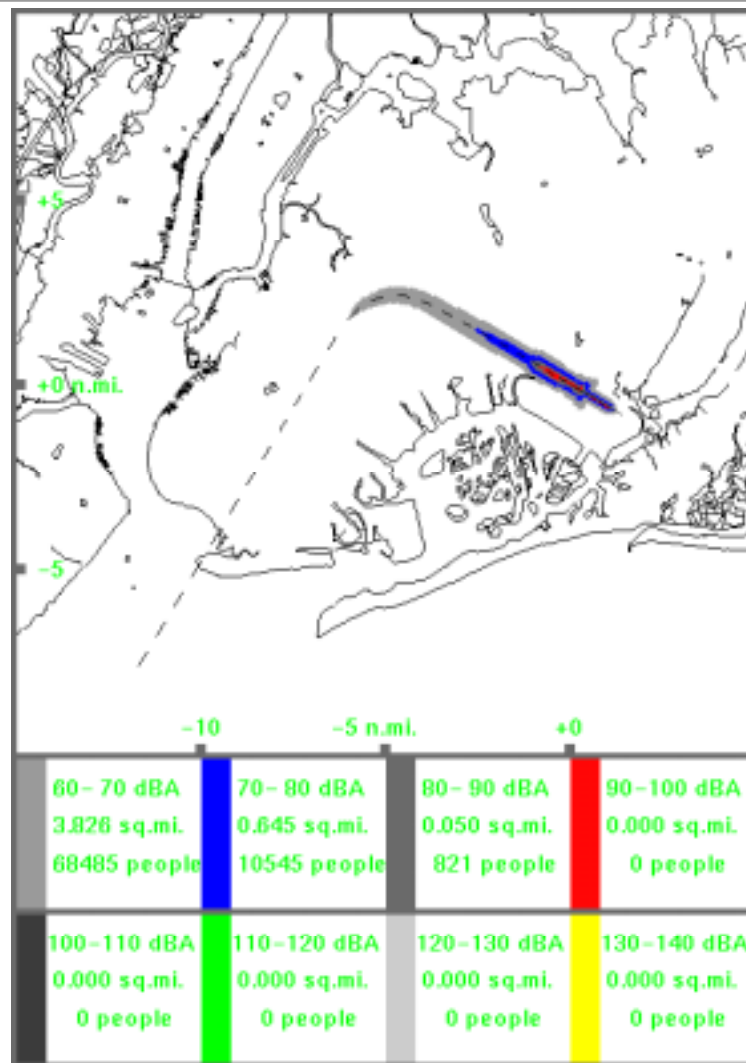 +5
+0 n.mi.
-5
-10 -5 n.mi. +0
60-70 dBA 70-80 dBA 80-90 dBA 90-100 dBA
3.826 sq.mi. 0.645 sq.mi. 0.050 sq.mi. 0.000 sq.mi.
68485 people 10545 people 821 people 0 people
100-110 dBA 110-120 dBA 120-130 dBA 130-140 dBA
0.000 sq.mi. 0.000 sq.mi. 0.000 sq.mi. 0.000 sq.mi.
0 people 0 people 0 people 0 people